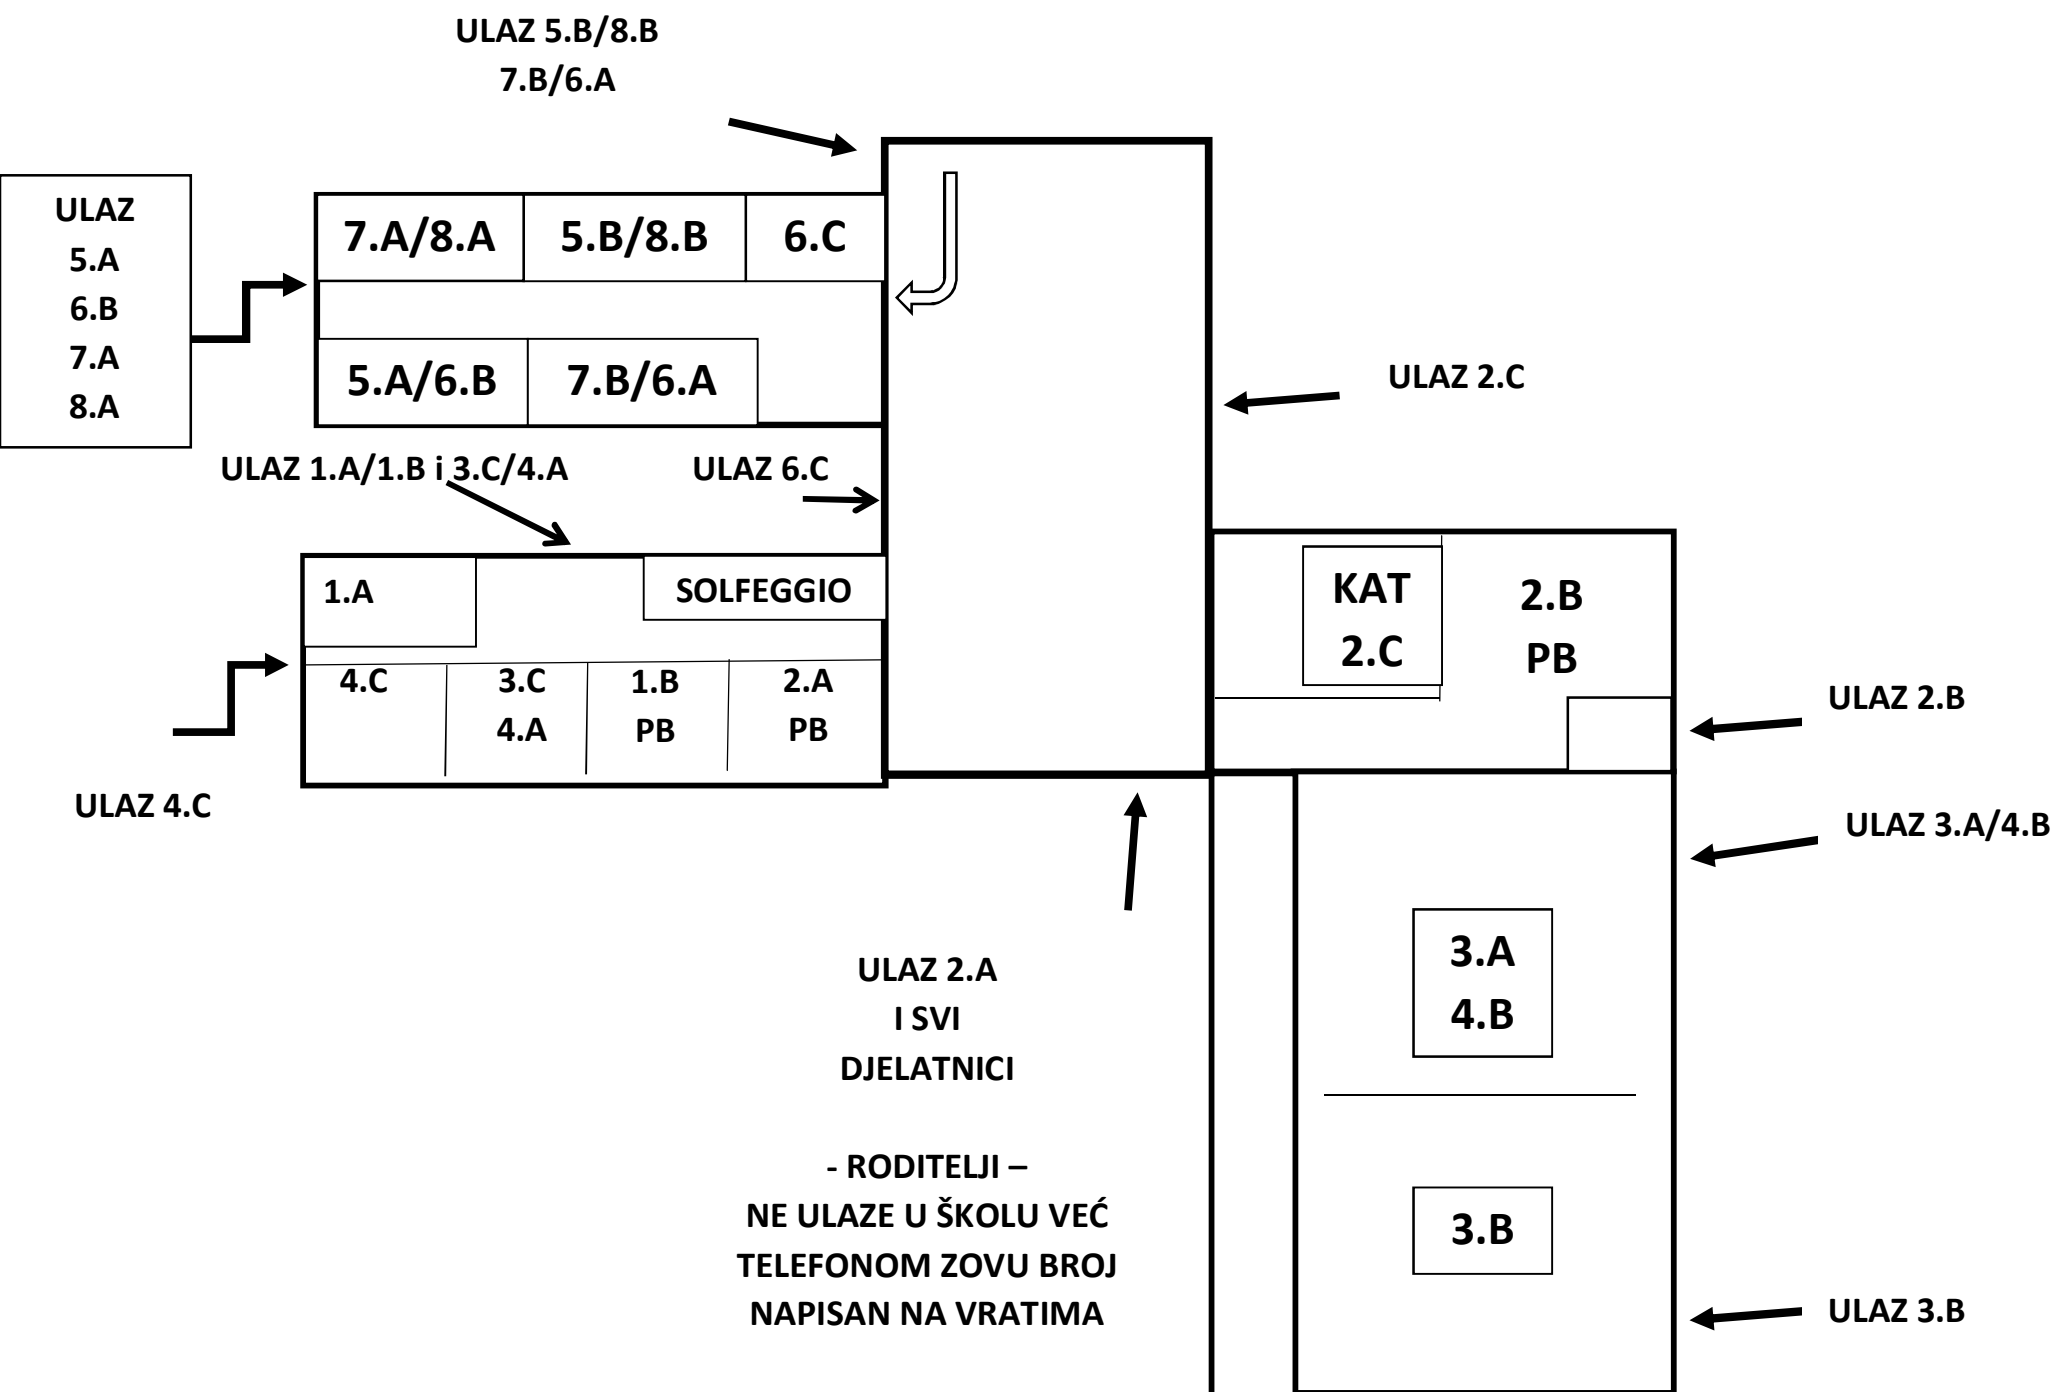 ULAZ 5.B/8.B
7.B/6.A
ULAZ
5.A
6.B
7.A
8.A
7.A/8.A
5.B/8.B
6.C
5.A/6.B
7.B/6.A
ULAZ 2.C
ULAZ 1.A/1.B i 3.C/4.A
ULAZ 6.C
1.A
SOLFEGGIO
4.C
3.C
4.A
1.B
PB
2.A
PB
ULAZ 4.C
KAT
2.C
2.B
PB
ULAZ 2.B
ULAZ 3.A/4.B
3.A
4.B
3.B
ULAZ 3.B
ULAZ 2.A
I SVI
DJELATNICI
- RODITELJI –
NE ULAZE U ŠKOLU VEĆ
TELEFONOM ZOVU BROJ
NAPISAN NA VRATIMA